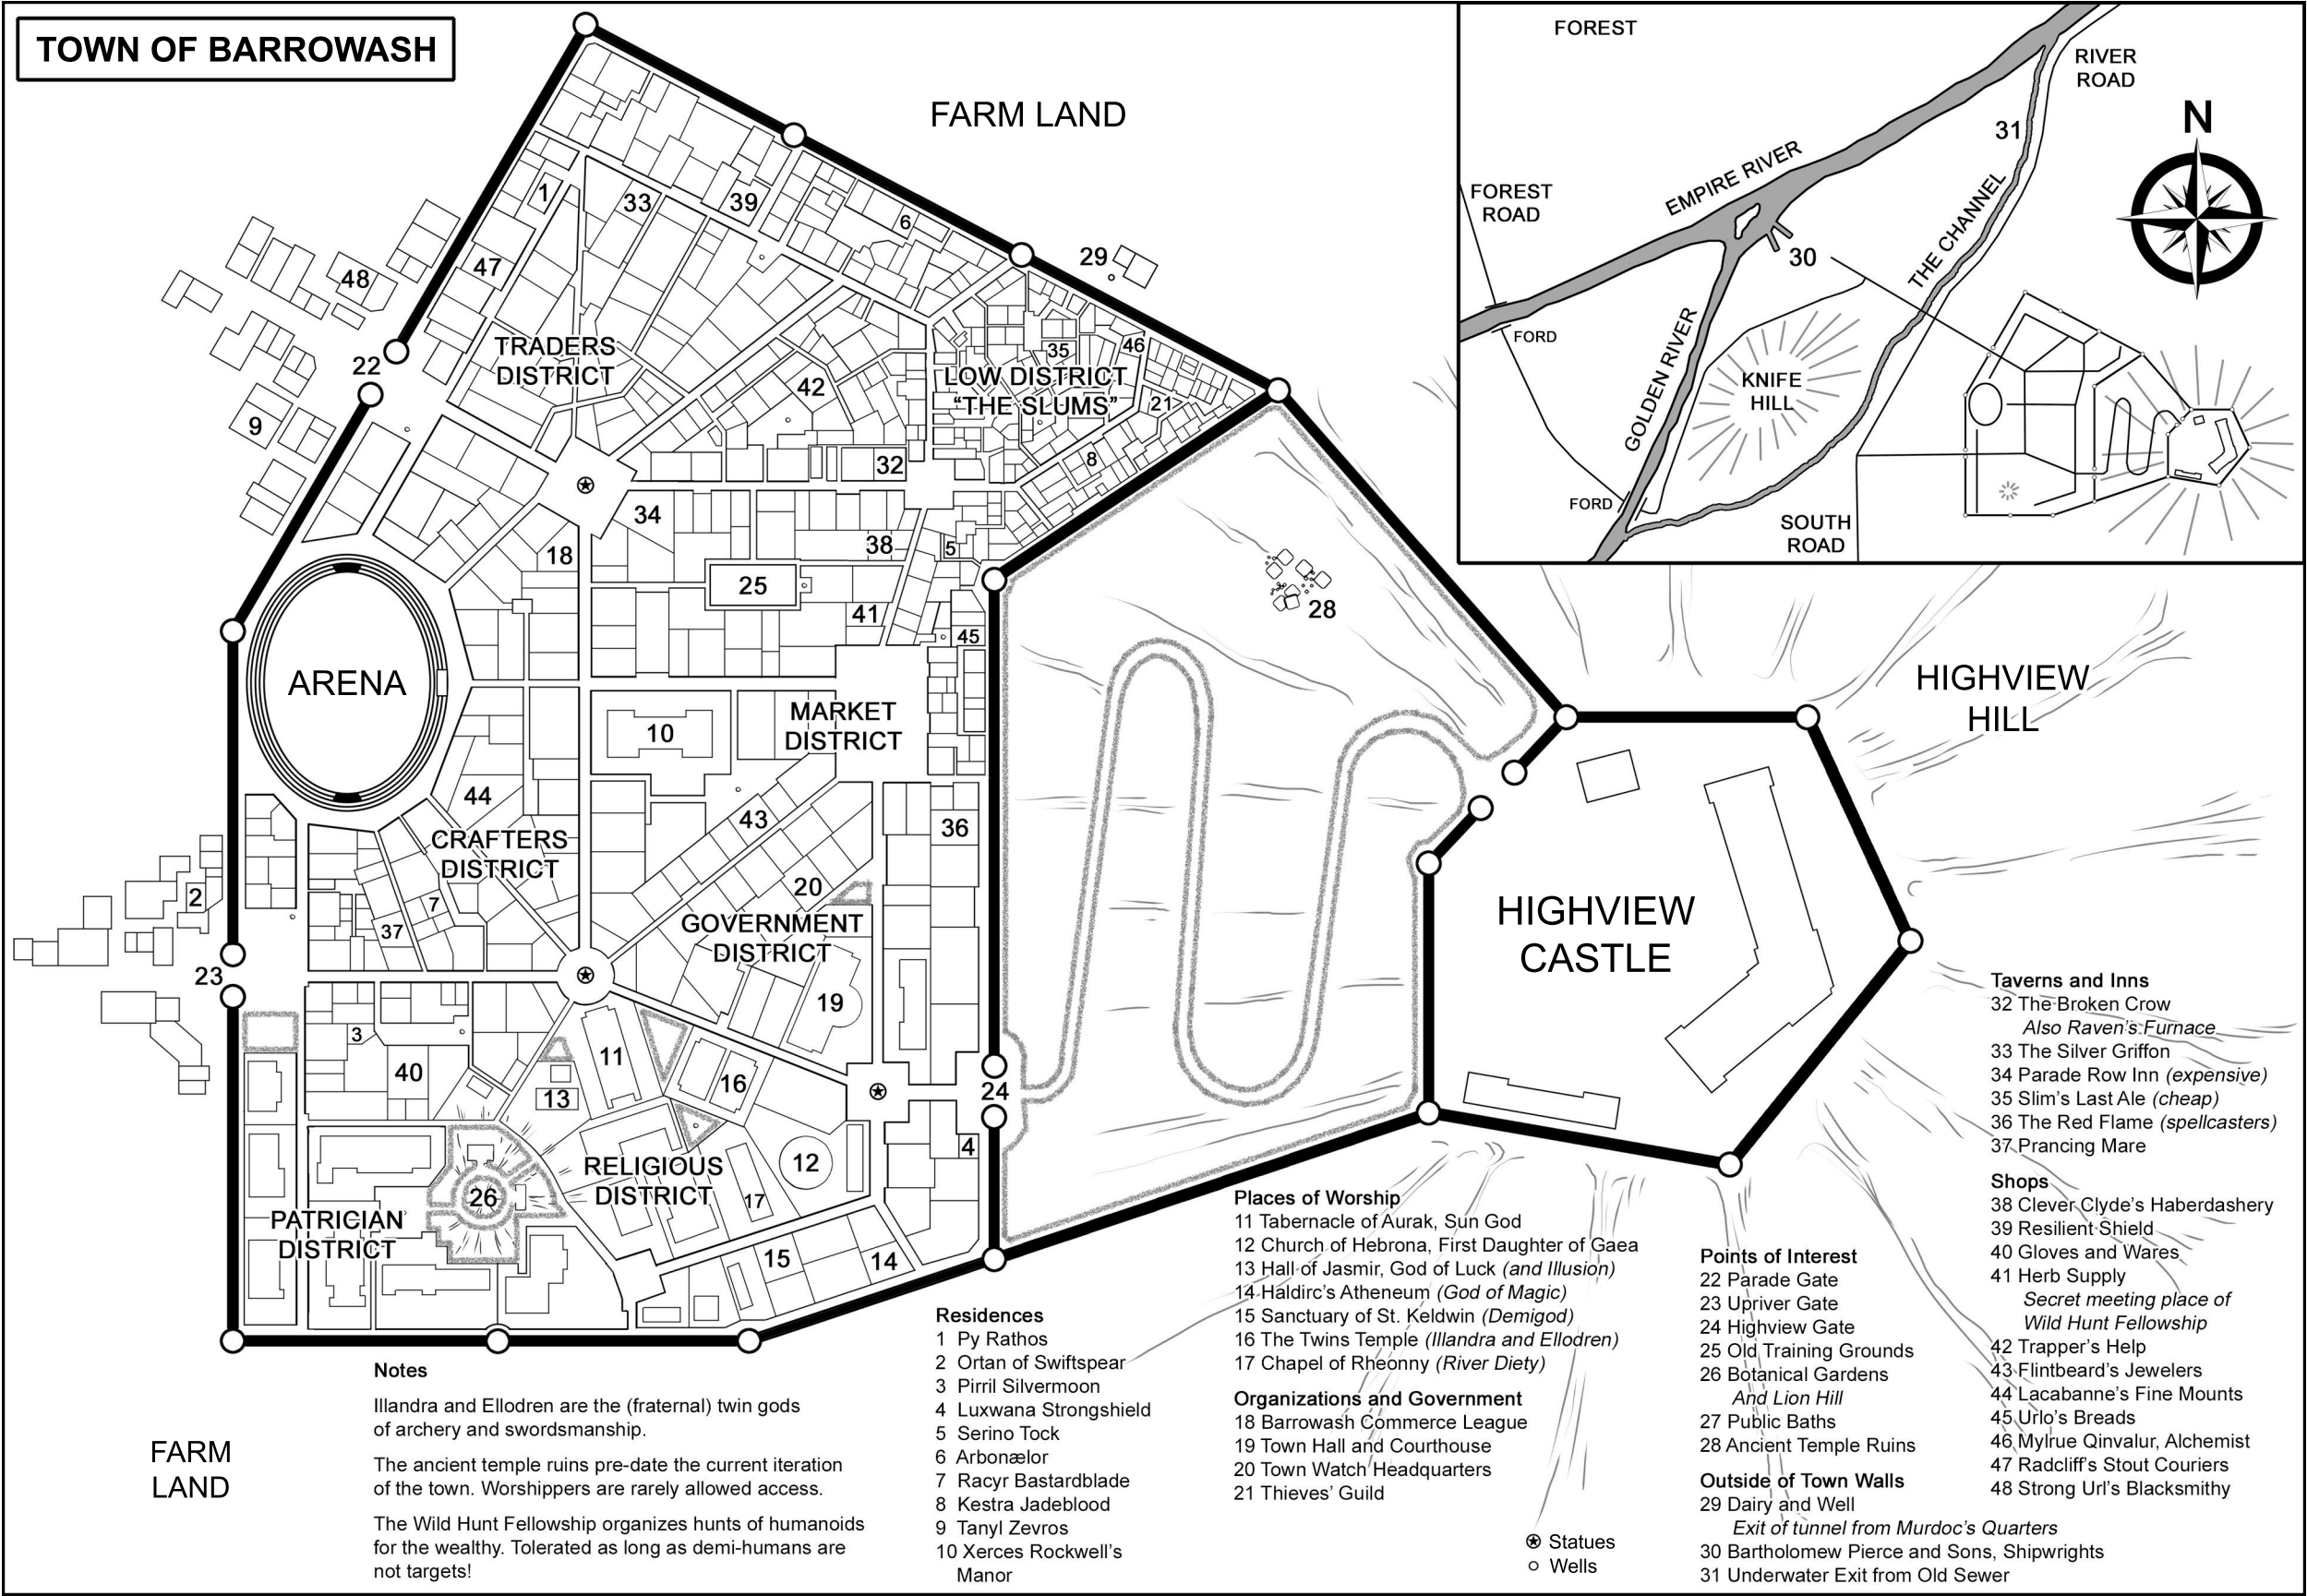 TOWN OF BARROWASH
FARM LAND
1
33
39
6
29
48
47
22
9
TRADERS
DISTRICT
42
35
46
LOW DISTRICT
“THE SLUMS”
21
8
32
34
18
38
5
25
41
45
28
ARENA
10
MARKET
DISTRICT
44
43
36
CRAFTERS
DISTRICT
2
7
37
20
GOVERNMENT
DISTRICT
23
19
3
11
40
13
16
24
4
12
RELIGIOUS
DISTRICT
17
26
PATRICIAN
DISTRICT
15
14
HIGHVIEW
CASTLE
HIGHVIEW
HILL
FARM
LAND
FOREST
RIVER
ROAD
N
31
EMPIRE RIVER
FOREST
ROAD
30
THE CHANNEL
FORD
GOLDEN RIVER
KNIFE
HILL
FORD
SOUTH
ROAD
Notes
Illandra and Ellodren are the (fraternal) twin gods
of archery and swordsmanship.
The ancient temple ruins pre-date the current iteration
of the town. Worshippers are rarely allowed access.
The Wild Hunt Fellowship organizes hunts of humanoids
for the wealthy. Tolerated as long as demi-humans are
not targets!
Residences
1 Py Rathos
2 Ortan of Swiftspear
3 Pirril Silvermoon
4 Luxwana Strongshield
5 Serino Tock
6 Arbonælor
7 Racyr Bastardblade
8 Kestra Jadeblood
9 Tanyl Zevros
10 Xerces Rockwell’s
Manor
Places of Worship
11 Tabernacle of Aurak, Sun God
12 Church of Hebrona, First Daughter of Gaea
13 Hall of Jasmir, God of Luck (and Illusion)
14 Haldirc’s Atheneum (God of Magic)
15 Sanctuary of St. Keldwin (Demigod)
16 The Twins Temple (Illandra and Ellodren)
17 Chapel of Rheonny (River Diety)
Organizations and Government
18 Barrowash Commerce League
19 Town Hall and Courthouse
20 Town Watch Headquarters
21 Thieves’ Guild
Statues
Wells
Points of Interest
22 Parade Gate
23 Upriver Gate
24 Highview Gate
25 Old Training Grounds
26 Botanical Gardens
And Lion Hill
27 Public Baths
28 Ancient Temple Ruins
Outside of Town Walls
29 Dairy and Well
Exit of tunnel from Murdoc’s Quarters
30 Bartholomew Pierce and Sons, Shipwrights
31 Underwater Exit from Old Sewer
Taverns and Inns
32 The Broken Crow
Also Raven’s Furnace
33 The Silver Griffon
34 Parade Row Inn (expensive)
35 Slim’s Last Ale (cheap)
36 The Red Flame (spellcasters)
37 Prancing Mare
Shops
38 Clever Clyde’s Haberdashery
39 Resilient Shield
40 Gloves and Wares
41 Herb Supply
Secret meeting place of
Wild Hunt Fellowship
42 Trapper’s Help
43 Flintbeard’s Jewelers
44 Lacabanne’s Fine Mounts
45 Urlo’s Breads
46 Mylrue Qinvalur, Alchemist
47 Radcliff’s Stout Couriers
48 Strong Url’s Blacksmithy